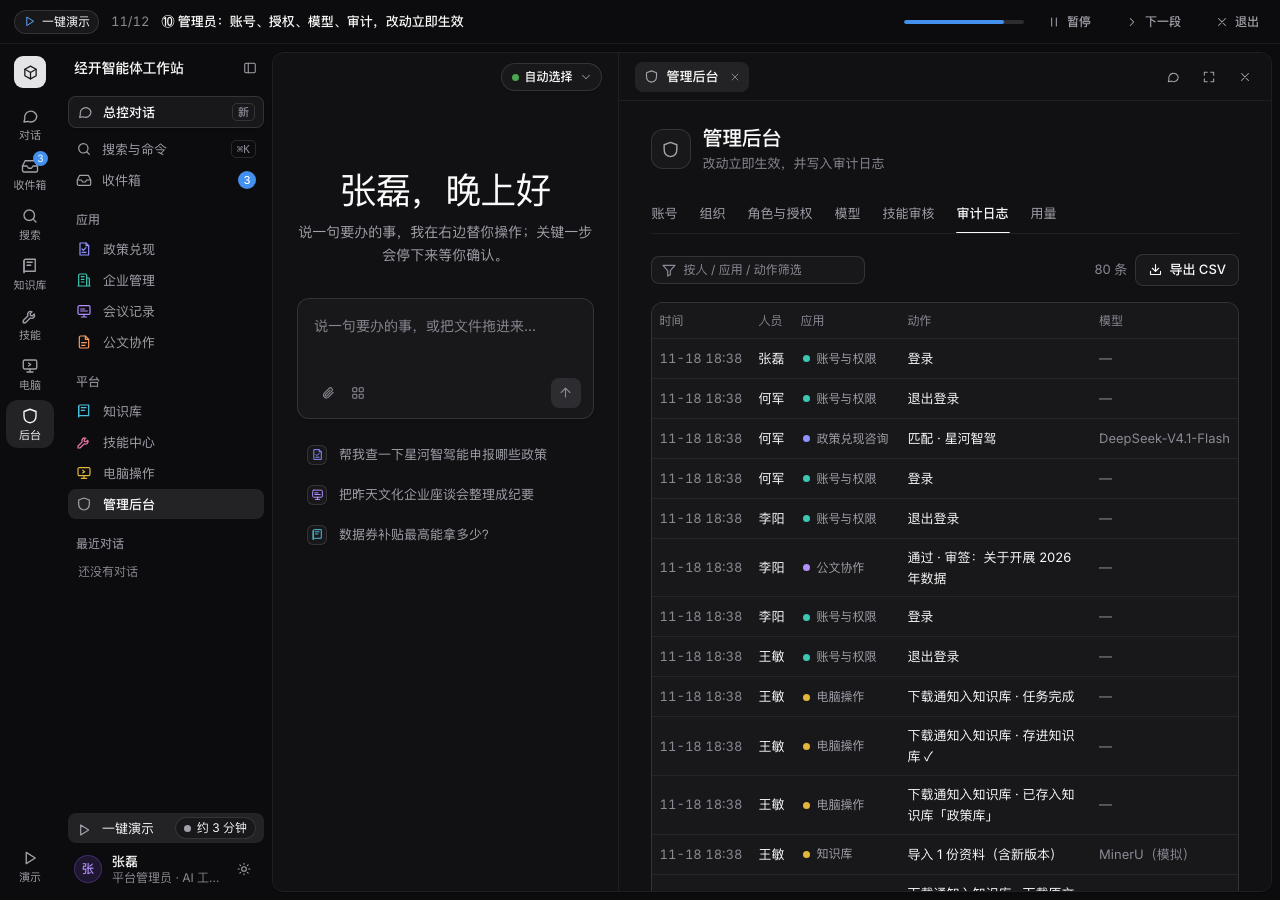 一键演示
11/12
⑩ 管理员：账号、授权、模型、审计，改动立即生效
暂停
下一段
退出
对话
3
收件箱
搜索
知识库
技能
电脑
后台
演示
经开智能体工作站
总控对话
新
搜索与命令
⌘K
收件箱
3
应用
政策兑现
企业管理
会议记录
公文协作
平台
知识库
技能中心
电脑操作
管理后台
最近对话
还没有对话
一键演示
约 3 分钟
张
张磊
平台管理员 · AI 工...
自动选择
张磊，晚上好
说一句要办的事，我在右边替你操作；关键一步
会停下来等你确认。
说一句要办的事，或把文件拖进来...
帮我查一下星河智驾能申报哪些政策
把昨天文化企业座谈会整理成纪要
数据券补贴最高能拿多少？
管理后台
管理后台
改动立即生效，并写入审计日志
账号 组织 角色与授权 模型 技能审核 审计日志 用量
按人 / 应用 / 动作筛选
80 条
导出 CSV
时间 人员 应用 动作 模型
11-18 18:38 张磊 账号与权限 登录 —
11-18 18:38 何军 账号与权限 退出登录 —
11-18 18:38 何军 政策兑现咨询 匹配 · 星河智驾 DeepSeek-V4.1-Flash
11-18 18:38 何军 账号与权限 登录 —
11-18 18:38 李阳 账号与权限 退出登录 —
11-18 18:38 李阳 公文协作 通过 · 审签：关于开展 2026
年数据 —
11-18 18:38 李阳 账号与权限 登录 —
11-18 18:38 王敏 账号与权限 退出登录 —
11-18 18:38 王敏 电脑操作 下载通知入知识库 · 任务完成 —
11-18 18:38 王敏 电脑操作 下载通知入知识库 · 存进知识
库 ✓ —
11-18 18:38 王敏 电脑操作 下载通知入知识库 · 已存入知
识库「政策库」 —
11-18 18:38 王敏 知识库 导入 1 份资料（含新版本） MinerU（模拟）